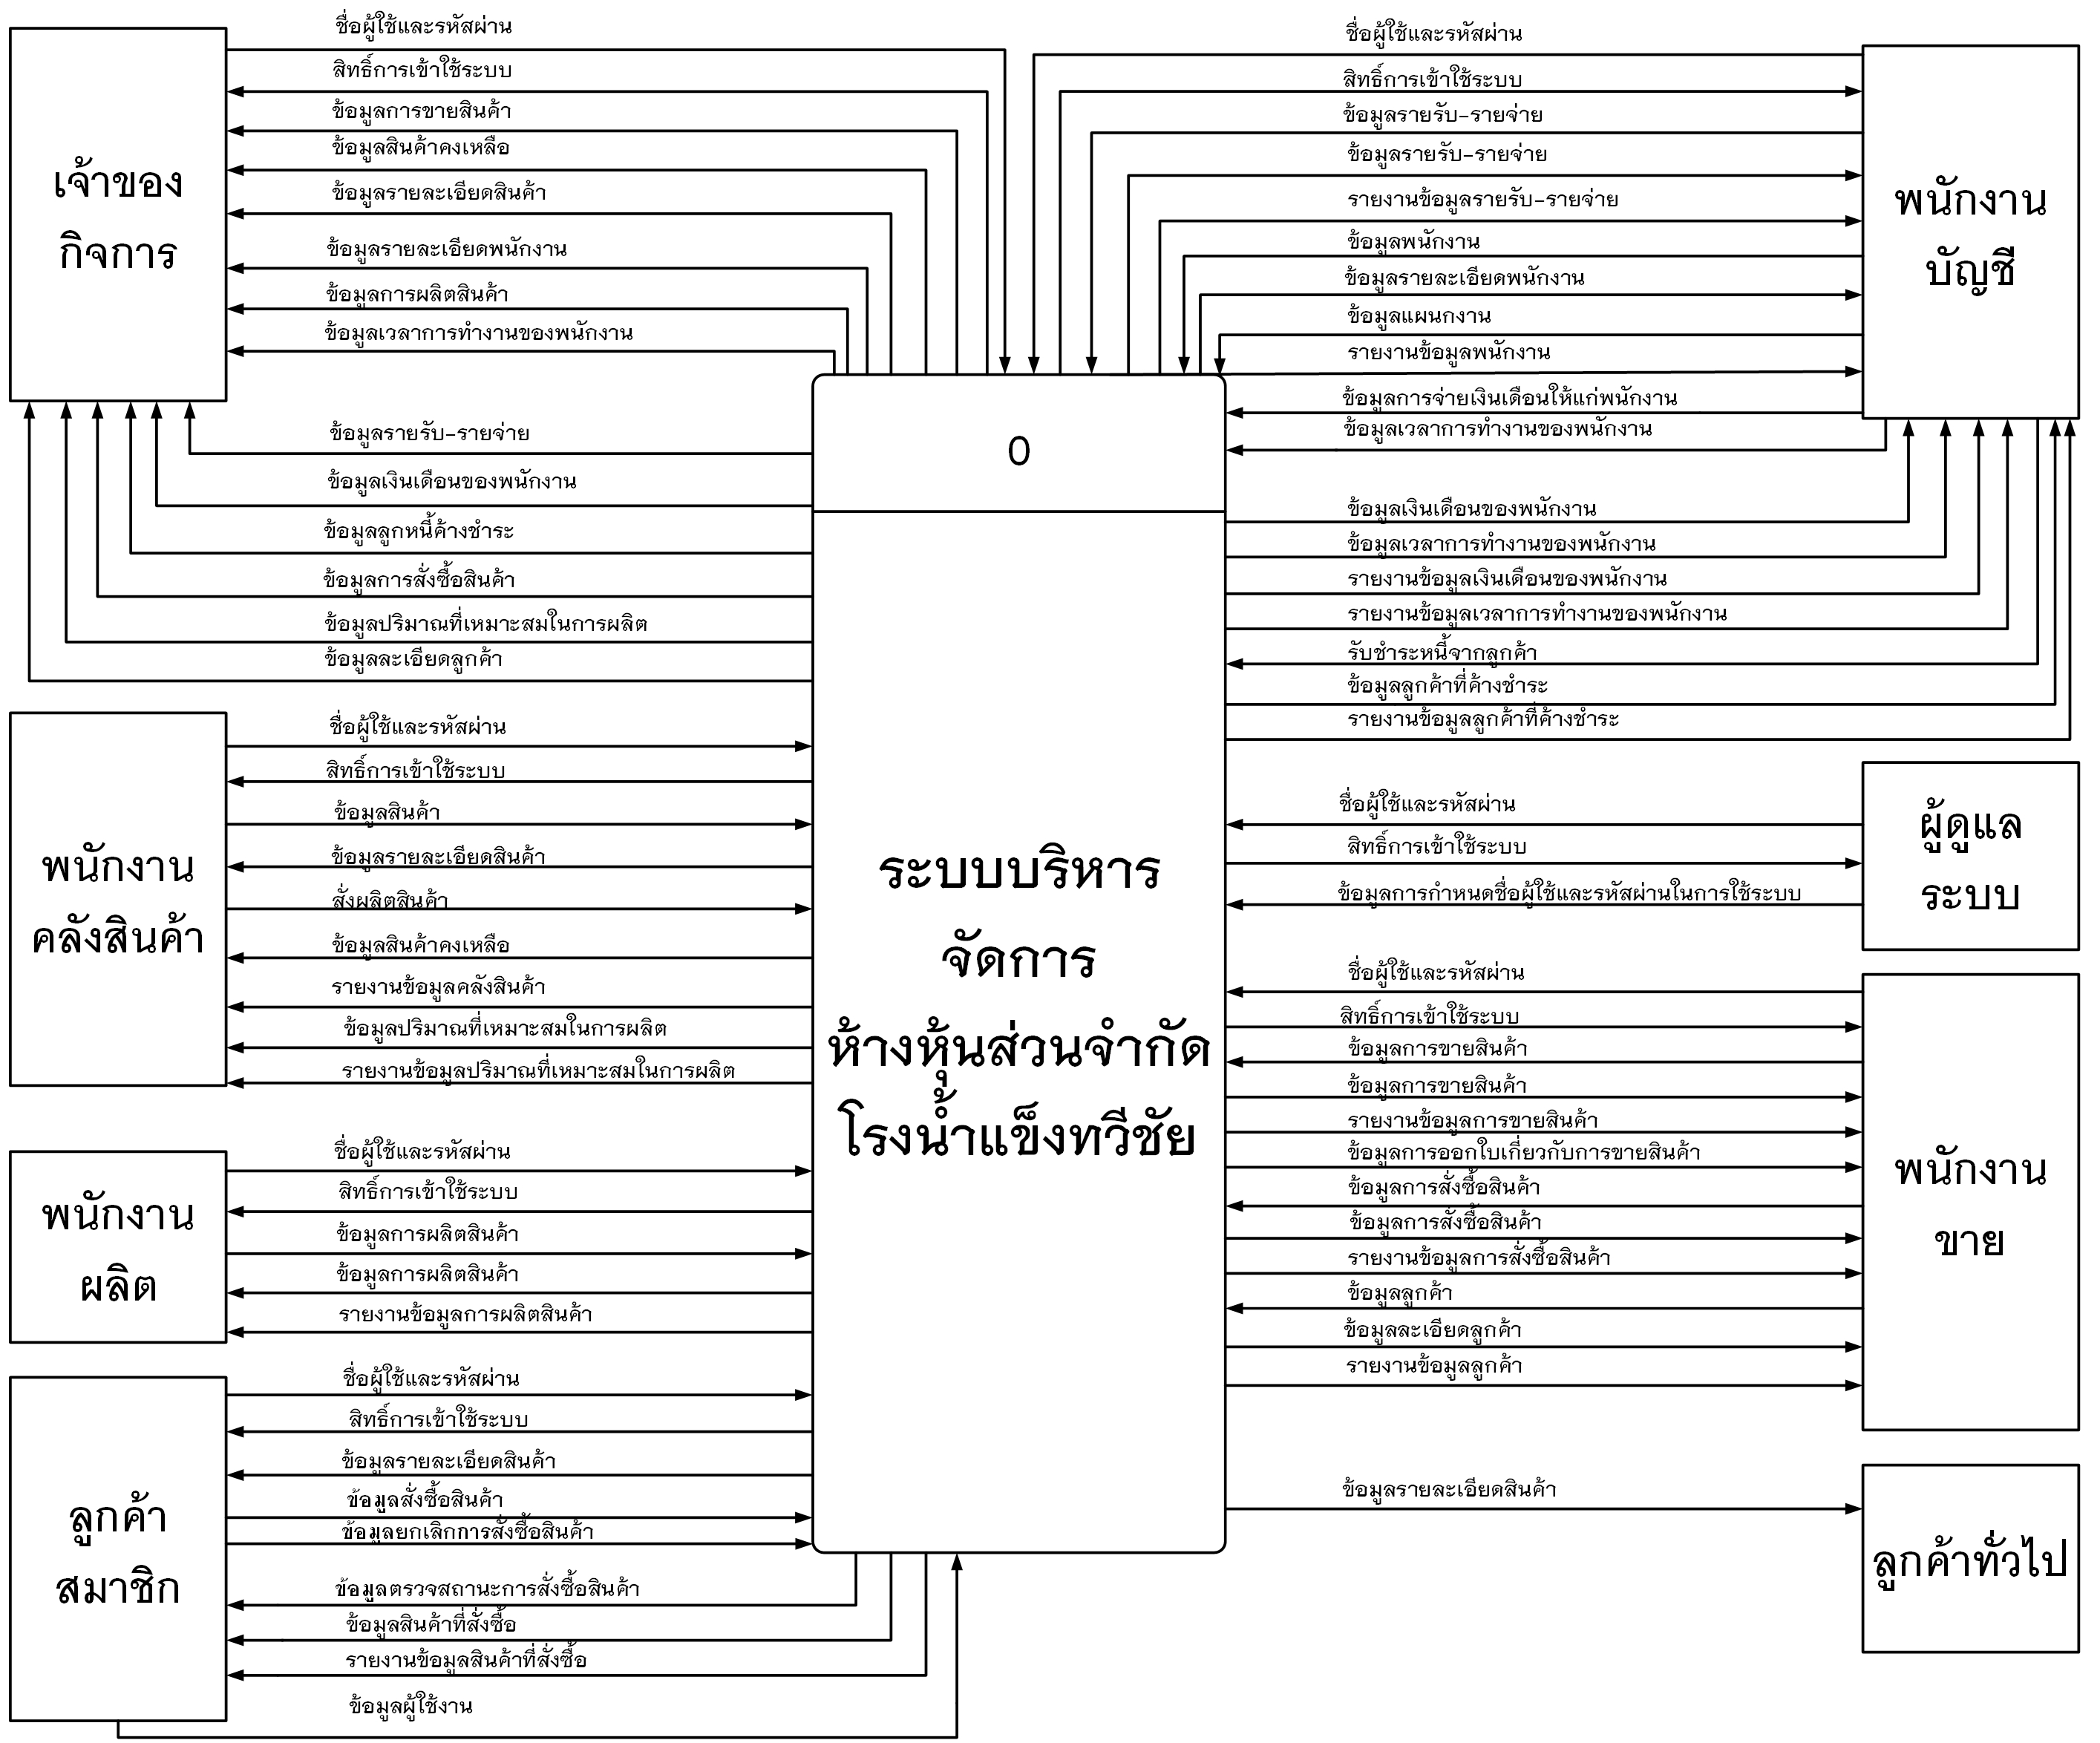 ชื่อผู้ใช้และรหัสผ่าน
สิทธิ์การเข้าใช้ระบบ
ข้อมูลการขายสินค้า
ข้อมูลสินค้าคงเหลือ
ข้อมูลรายละเอียดสินค้า
ข้อมูลรายละเอียดพนักงาน
ข้อมูลการผลิตสินค้า
ข้อมูลเวลาการทำงานของพนักงาน
เจ้าของ
กิจการ
ข้อมูลรายรับ-รายจ่าย
ข้อมูลเงินเดือนของพนักงาน
ข้อมูลลูกหนี้ค้างชำระ
ข้อมูลการสั่งซื้อสินค้า
ข้อมูลปริมาณที่เหมาะสมในการผลิต
ข้อมูลละเอียดลูกค้า
ชื่อผู้ใช้และรหัสผ่าน
สิทธิ์การเข้าใช้ระบบ
ข้อมูลสินค้า
ข้อมูลรายละเอียดสินค้า
สั่งผลิตสินค้า
ข้อมูลสินค้าคงเหลือ
รายงานข้อมูลคลังสินค้า
ข้อมูลปริมาณที่เหมาะสมในการผลิต
รายงานข้อมูลปริมาณที่เหมาะสมในการผลิต
พนักงาน
คลังสินค้า
ชื่อผู้ใช้และรหัสผ่าน
สิทธิ์การเข้าใช้ระบบ
ข้อมูลการผลิตสินค้า
ข้อมูลการผลิตสินค้า
รายงานข้อมูลการผลิตสินค้า
พนักงาน
ผลิต
ชื่อผู้ใช้และรหัสผ่าน
สิทธิ์การเข้าใช้ระบบ
ข้อมูลรายละเอียดสินค้า
ข้อมูลสั่งซื้อสินค้า
ข้อมูลยกเลิกการสั่งซื้อสินค้า
ข้อมูลตรวจสถานะการสั่งซื้อสินค้า
ข้อมูลสินค้าที่สั่งซื้อ
รายงานข้อมูลสินค้าที่สั่งซื้อ
ข้อมูลผู้ใช้งาน
ลูกค้า
สมาชิก
0
ระบบบริหาร
จัดการ
ห้างหุ้นส่วนจำกัด
โรงน้ำแข็งทวีชัย
ชื่อผู้ใช้และรหัสผ่าน
สิทธิ์การเข้าใช้ระบบ
ข้อมูลรายรับ-รายจ่าย
ข้อมูลรายรับ-รายจ่าย
รายงานข้อมูลรายรับ-รายจ่าย
ข้อมูลพนักงาน
ข้อมูลรายละเอียดพนักงาน
ข้อมูลแผนกงาน
รายงานข้อมูลพนักงาน
ข้อมูลการจ่ายเงินเดือนให้แก่พนักงาน
ข้อมูลเวลาการทำงานของพนักงาน
พนักงาน
บัญชี
ข้อมูลเงินเดือนของพนักงาน
ข้อมูลเวลาการทำงานของพนักงาน
รายงานข้อมูลเงินเดือนของพนักงาน
รายงานข้อมูลเวลาการทำงานของพนักงาน
รับชำระหนี้จากลูกค้า
ข้อมูลลูกค้าที่ค้างชำระ
รายงานข้อมูลลูกค้าที่ค้างชำระ
ชื่อผู้ใช้และรหัสผ่าน
สิทธิ์การเข้าใช้ระบบ
ข้อมูลการกำหนดชื่อผู้ใช้และรหัสผ่านในการใช้ระบบ
ผู้ดูแล
ระบบ
ชื่อผู้ใช้และรหัสผ่าน
สิทธิ์การเข้าใช้ระบบ
ข้อมูลการขายสินค้า
ข้อมูลการขายสินค้า
รายงานข้อมูลการขายสินค้า
ข้อมูลการออกใบเกี่ยวกับการขายสินค้า
ข้อมูลการสั่งซื้อสินค้า
ข้อมูลการสั่งซื้อสินค้า
รายงานข้อมูลการสั่งซื้อสินค้า
ข้อมูลลูกค้า
ข้อมูลละเอียดลูกค้า
รายงานข้อมูลลูกค้า
พนักงาน
ขาย
ข้อมูลรายละเอียดสินค้า
ลูกค้าทั่วไป